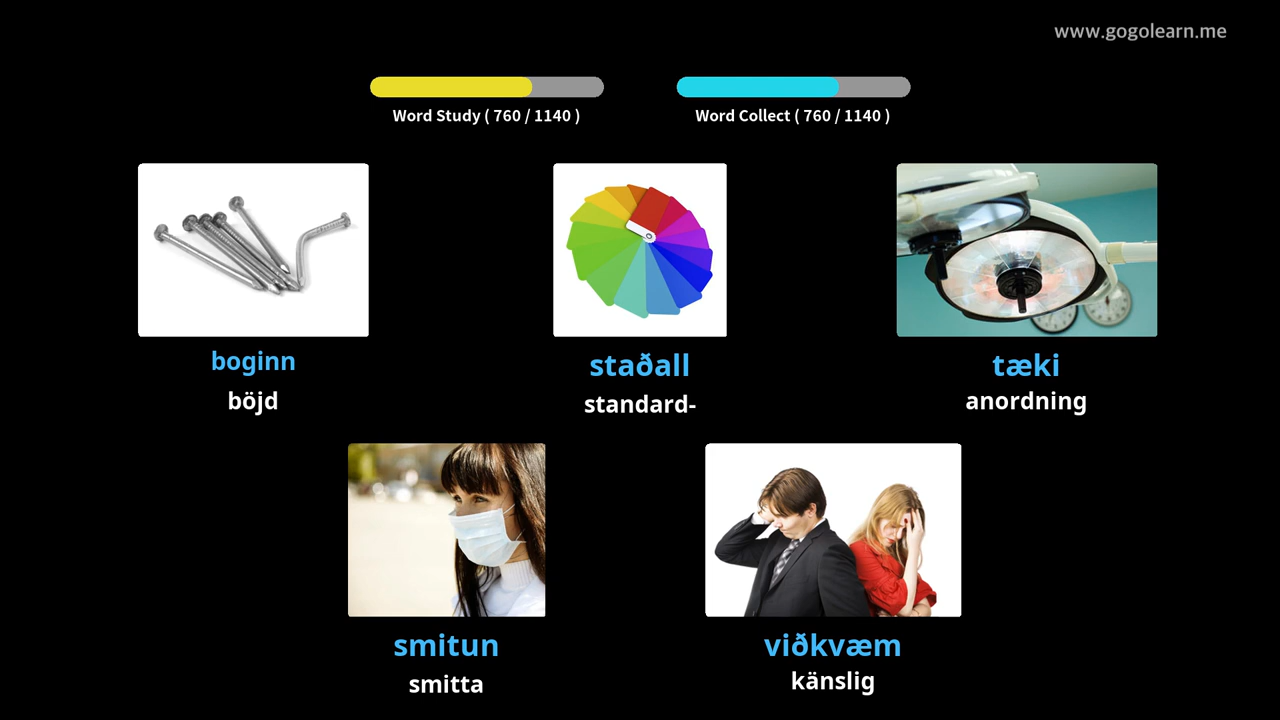 www.gogolearn.me
Word Study ( 760 / 1140 )
Word Collect ( 760 / 1140 )
boginn
böjd
staðall
standard-
tæki
anordning
smitun
smitta
viðkvæm
känslig